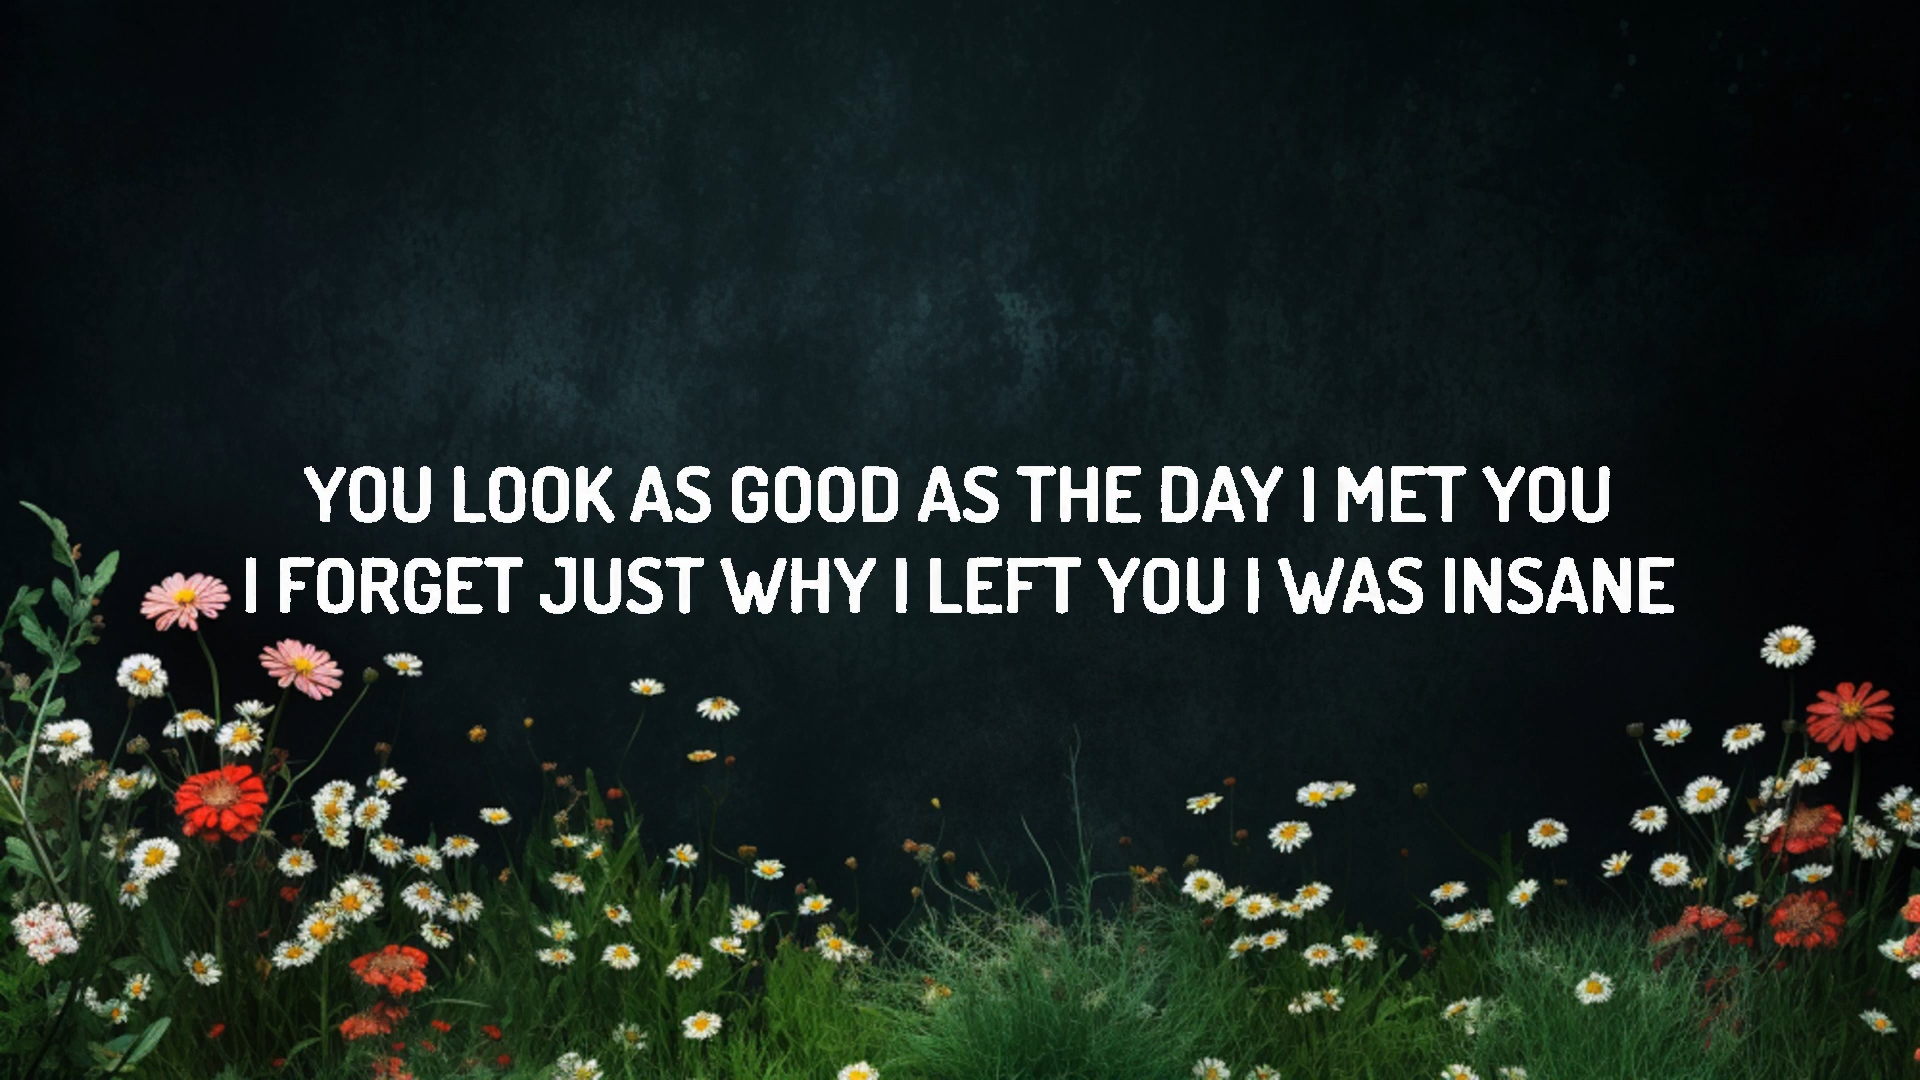 YOU LOOK AS GOOD AS THE DAY I MET YOU
I FORGET JUST WHY I LEFT YOU I WAS INSANE